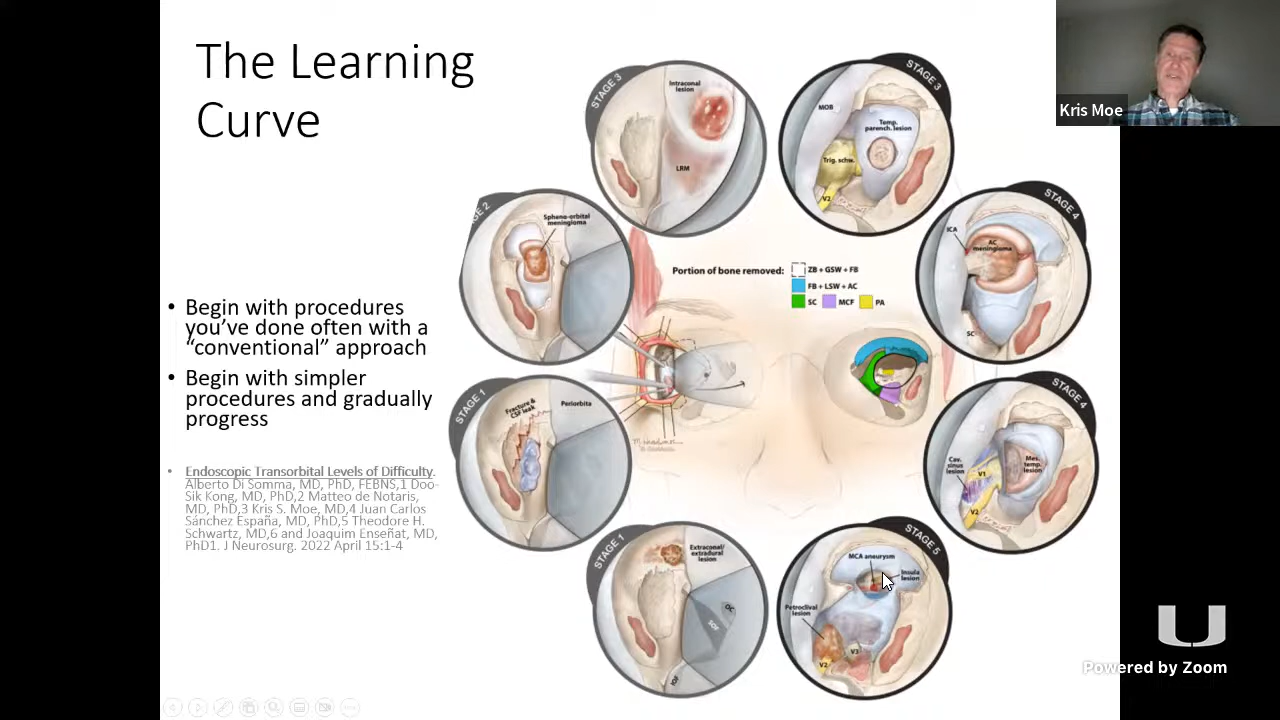 The Learning
Curve
• Begin with procedures
you've done often with a
"conventional" approach
• Begin with simpler
procedures and gradually
progress
• Endoscopic Transorbital Levels of Difficulty.
Alberto Di Somma, MD, PhD, FEBNS,1 Doo-
Sik Kong, MD, PhD,2 Matteo de Notaris,
MD, PhD,3 Kris S. Moe, MD,4 Juan Carlos
Sánchez España, MD, PhD,5 Theodore H.
Schwartz, MD,6 and Joaquim Enseñat, MD,
PhD1. J Neurosurg. 2022 April 15:1-4
STAGE 3
Intraconal
lesion
LRM
STAGE 3
MOB
Temp.
parench. lesion
Trig. schw.
V2
STAGE 2
Spheno-orbital
meningioma
STAGE 4
ICA
AC
meningioma
SC
Portion of bone removed:
ZB + GSW + FB
FB + LSW + AC
SC
MCF
PA
STAGE 1
Fracture &
CSF leak
Periorbita
STAGE 4
Cav.
sinus
lesion
V1
V2
Mes.
temp.
lesion
STAGE 1
Extraconal/
extradural
lesion
OC
SOF
IOF
STAGE 5
MCA aneurysm
Insula
lesion
Petroclival
lesion
V3
V2
Kris Moe
U
Powered by Zoom